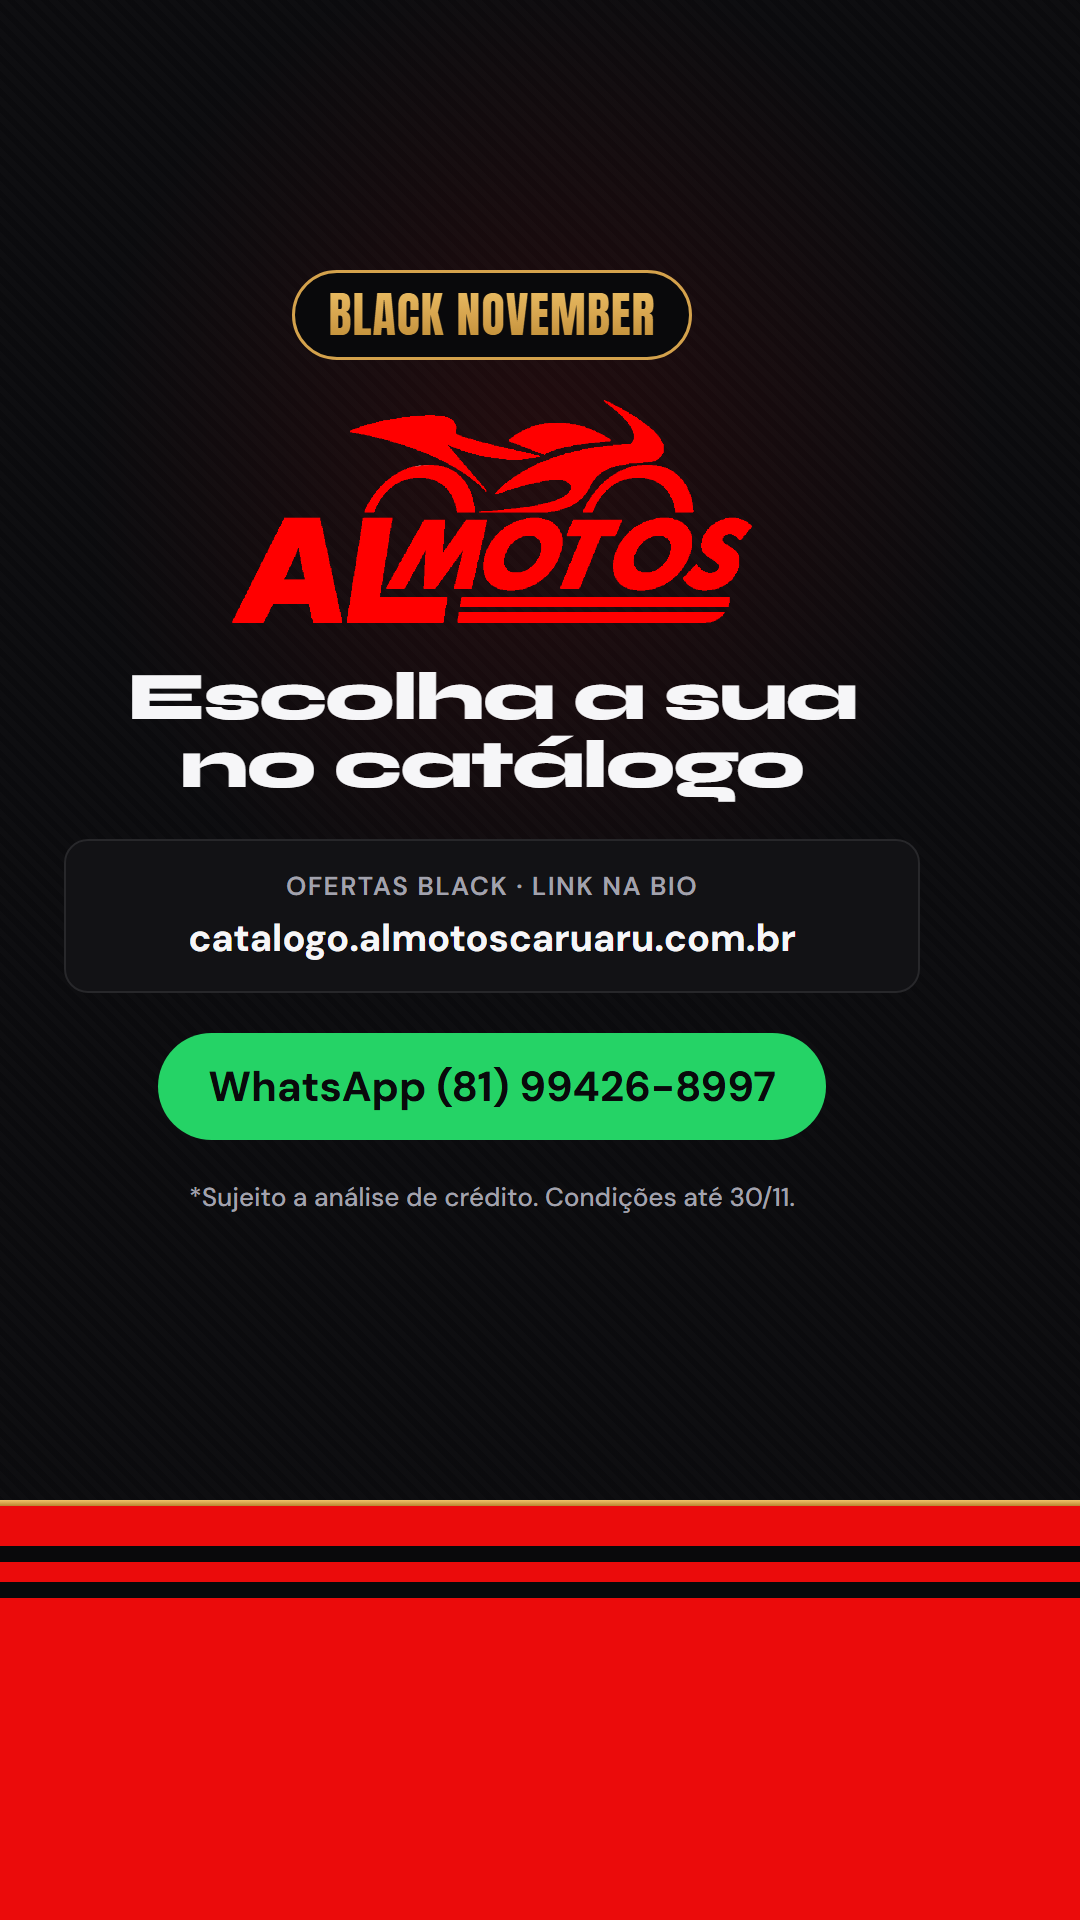 BLACK NOVEMBER
ALMOTOS
Escolha a sua
no catálogo
OFERTAS BLACK · LINK NA BIO
catalogo.almotoscaruaru.com.br
WhatsApp (81) 99426-8997
*Sujeito a análise de crédito. Condições até 30/11.